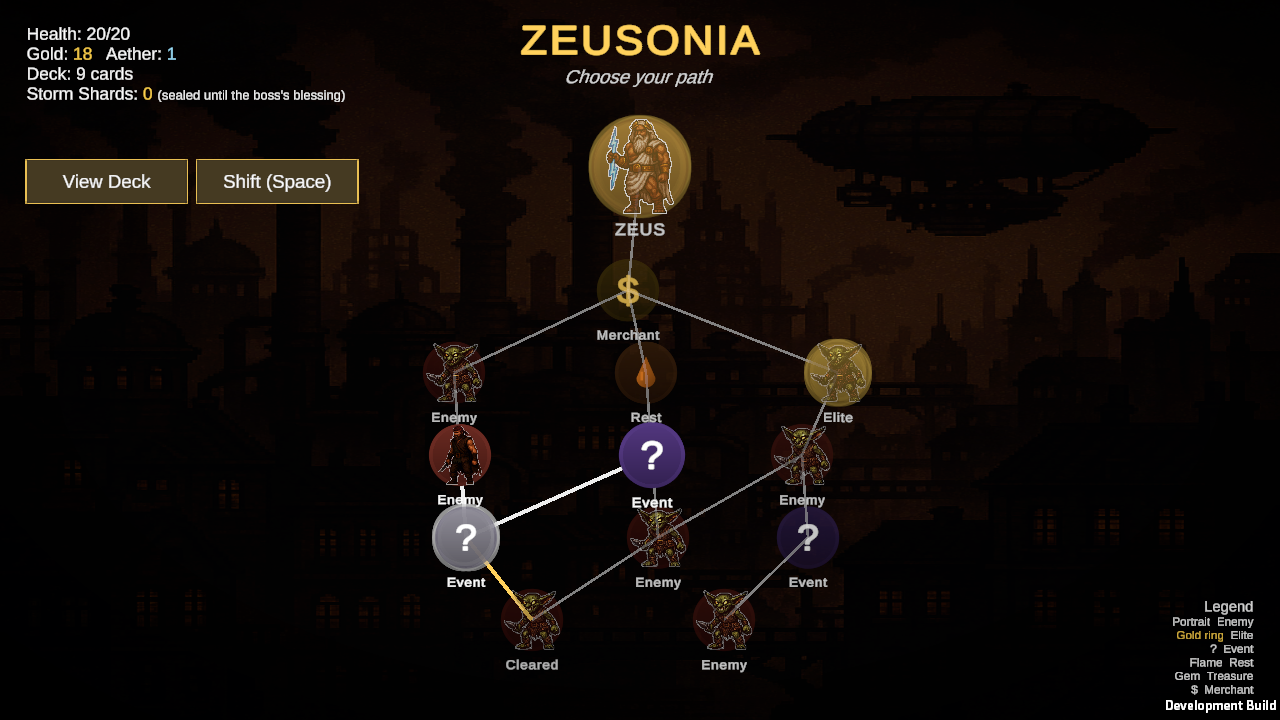 Health: 20/20
Gold: 18 Aether: 1
Deck: 9 cards
Storm Shards: 0 (sealed until the boss's blessing)
View Deck
Shift (Space)
ZEUSONIA
Choose your path
ZEUS
$
Merchant
Enemy
Rest
Elite
?
Enemy
Event
Enemy
?
?
Event
Enemy
Event
Cleared
Enemy
Legend
Portrait Enemy
Gold ring Elite
? Event
Flame Rest
Gem Treasure
$ Merchant
Development Build